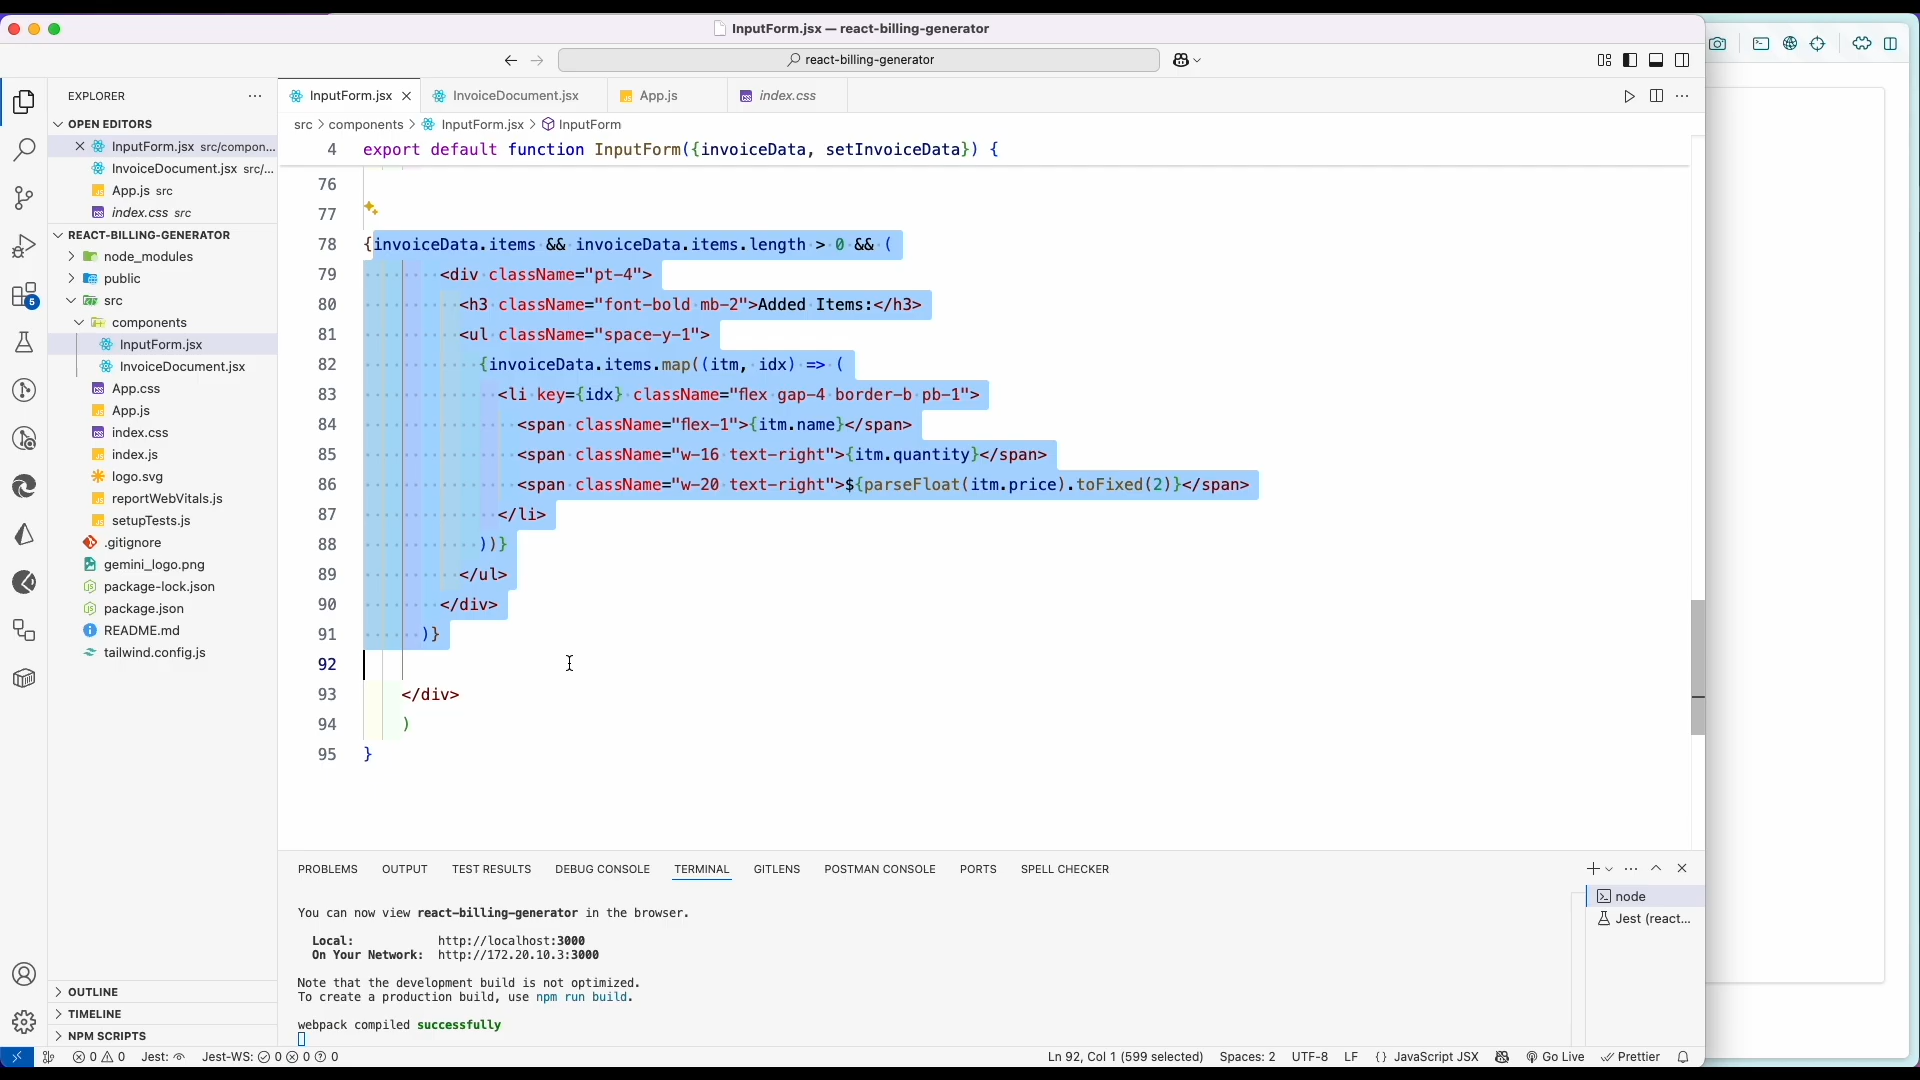 InputForm.jsx — react-billing-generator
react-billing-generator
EXPLORER
OPEN EDITORS
InputForm.jsx src/compon...
InvoiceDocument.jsx src/...
App.js src
index.css src
REACT-BILLING-GENERATOR
node_modules
public
src
components
InputForm.jsx
InvoiceDocument.jsx
App.css
App.js
index.css
index.js
logo.svg
reportWebVitals.js
setupTests.js
.gitignore
gemini_logo.png
package-lock.json
package.json
README.md
tailwind.config.js
OUTLINE
TIMELINE
NPM SCRIPTS
5
InputForm.jsx
InvoiceDocument.jsx
App.js
index.css
src > components > InputForm.jsx > InputForm
4 export default function InputForm({invoiceData, setInvoiceData}) {
76
77
78 {invoiceData.items && invoiceData.items.length > 0 && (
79 <div className="pt-4">
80 <h3 className="font-bold mb-2">Added Items:</h3>
81 <ul className="space-y-1">
82 {invoiceData.items.map((itm, idx) => (
83 <li key={idx} className="flex gap-4 border-b pb-1">
84 <span className="flex-1">{itm.name}</span>
85 <span className="w-16 text-right">{itm.quantity}</span>
86 <span className="w-20 text-right">${parseFloat(itm.price).toFixed(2)}</span>
87 </li>
88 ))}
89 </ul>
90 </div>
91 )}
92
93 </div>
94 )
95 }
PROBLEMS OUTPUT TEST RESULTS DEBUG CONSOLE TERMINAL GITLENS POSTMAN CONSOLE PORTS SPELL CHECKER
You can now view react-billing-generator in the browser.
Local: http://localhost:3000
On Your Network: http://172.20.10.3:3000
Note that the development build is not optimized.
To create a production build, use npm run build.
webpack compiled successfully
node
Jest (react...
0 0 Jest: Jest-WS: 0 0 0 Ln 92, Col 1 (599 selected) Spaces: 2 UTF-8 LF {} JavaScript JSX Go Live Prettier